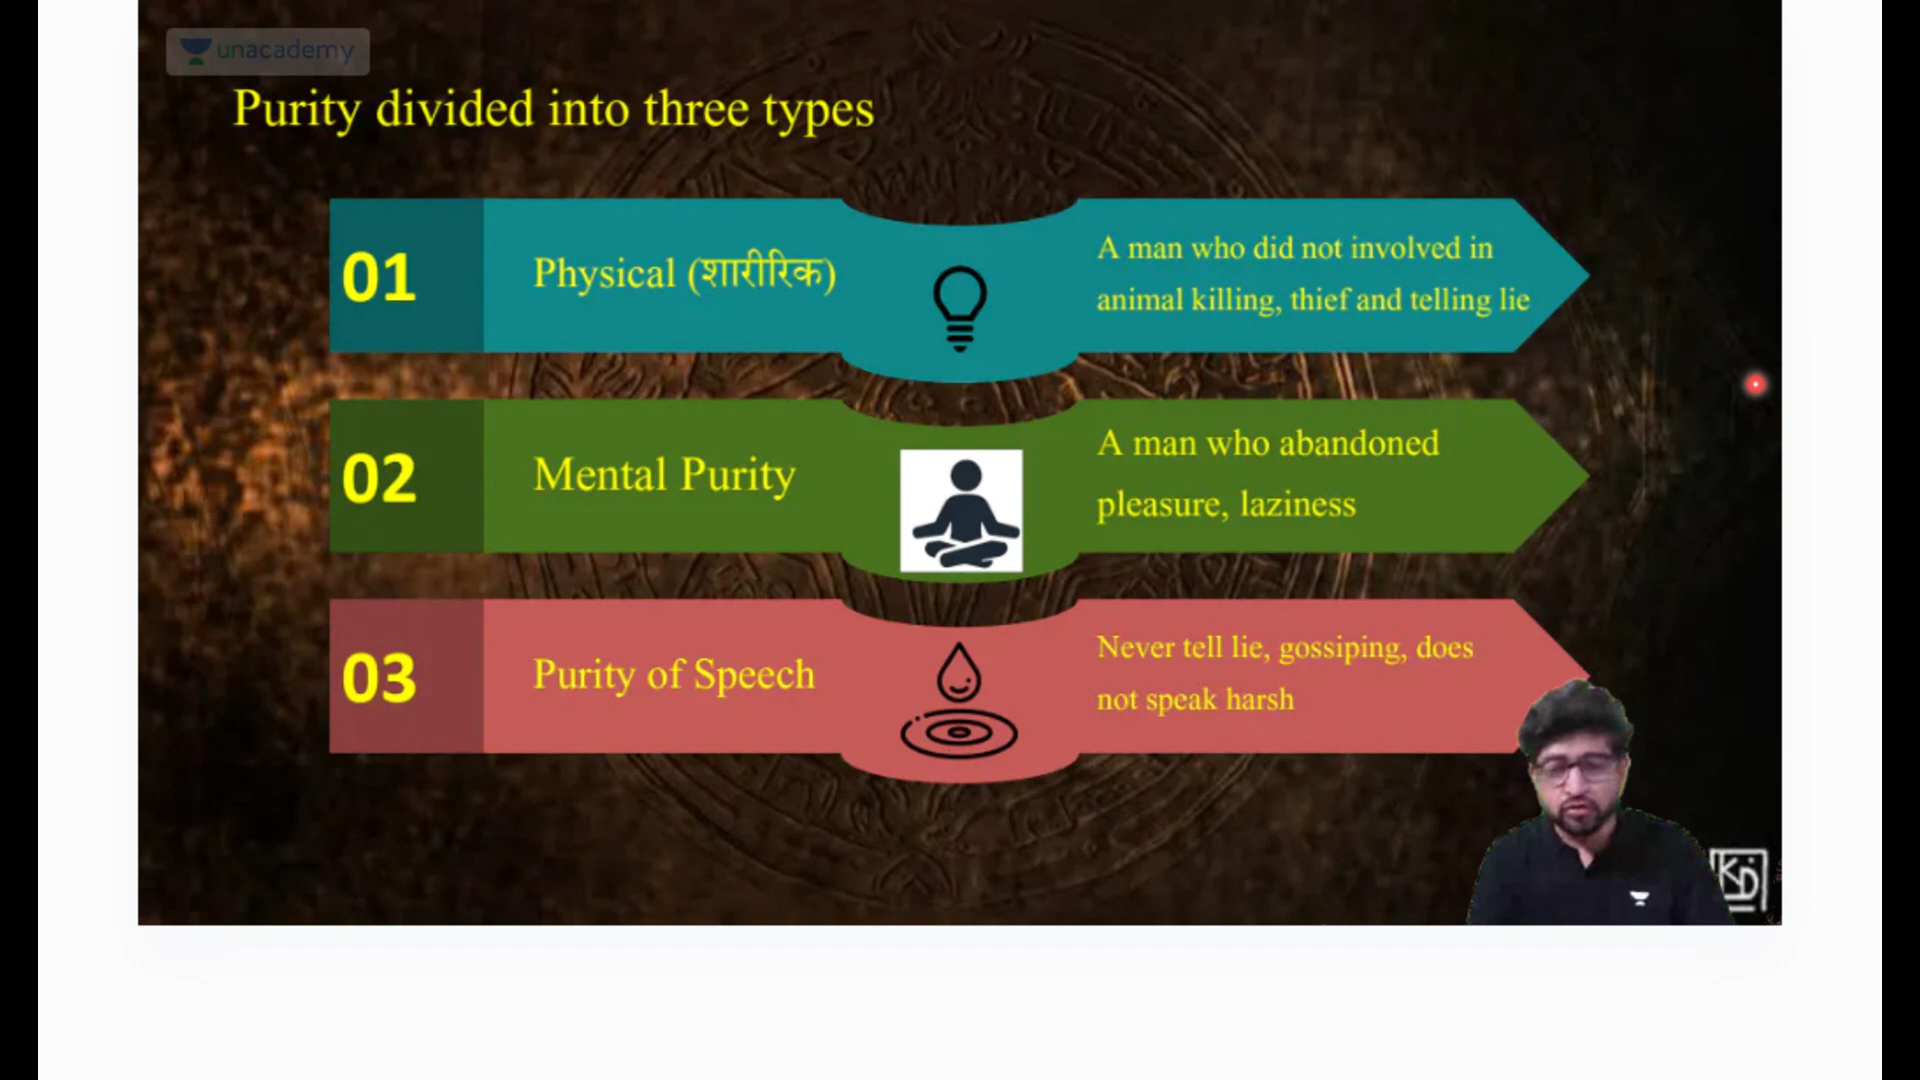 unacademy
Purity divided into three types
01
Physical (शारीरिक)
A man who did not involved in
animal killing, thief and telling lie
02
Mental Purity
A man who abandoned
pleasure, laziness
03
Purity of Speech
Never tell lie, gossiping, does
not speak harsh
KD